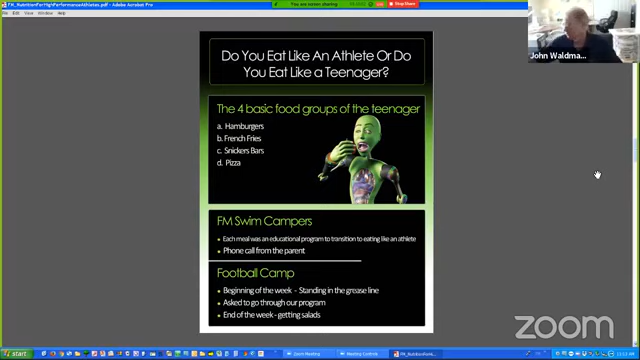 FM_NutritionForHighPerformanceAthletes.pdf - Adobe Acrobat Pro
You are screen sharing
Stop Share
File Edit View Window Help
John Waldma...
Do You Eat Like An Athlete Or Do
You Eat Like a Teenager?
The 4 basic food groups of the teenager
a. Hamburgers
b. French Fries
c. Snickers Bars
d. Pizza
FM Swim Campers
Each meal was an educational program to transition to eating like an athlete
Phone call from the parent
Football Camp
Beginning of the week - Standing in the grease line
Asked to go through our program
End of the week - getting salads
zoom
start
Zoom Meeting
Meeting Controls